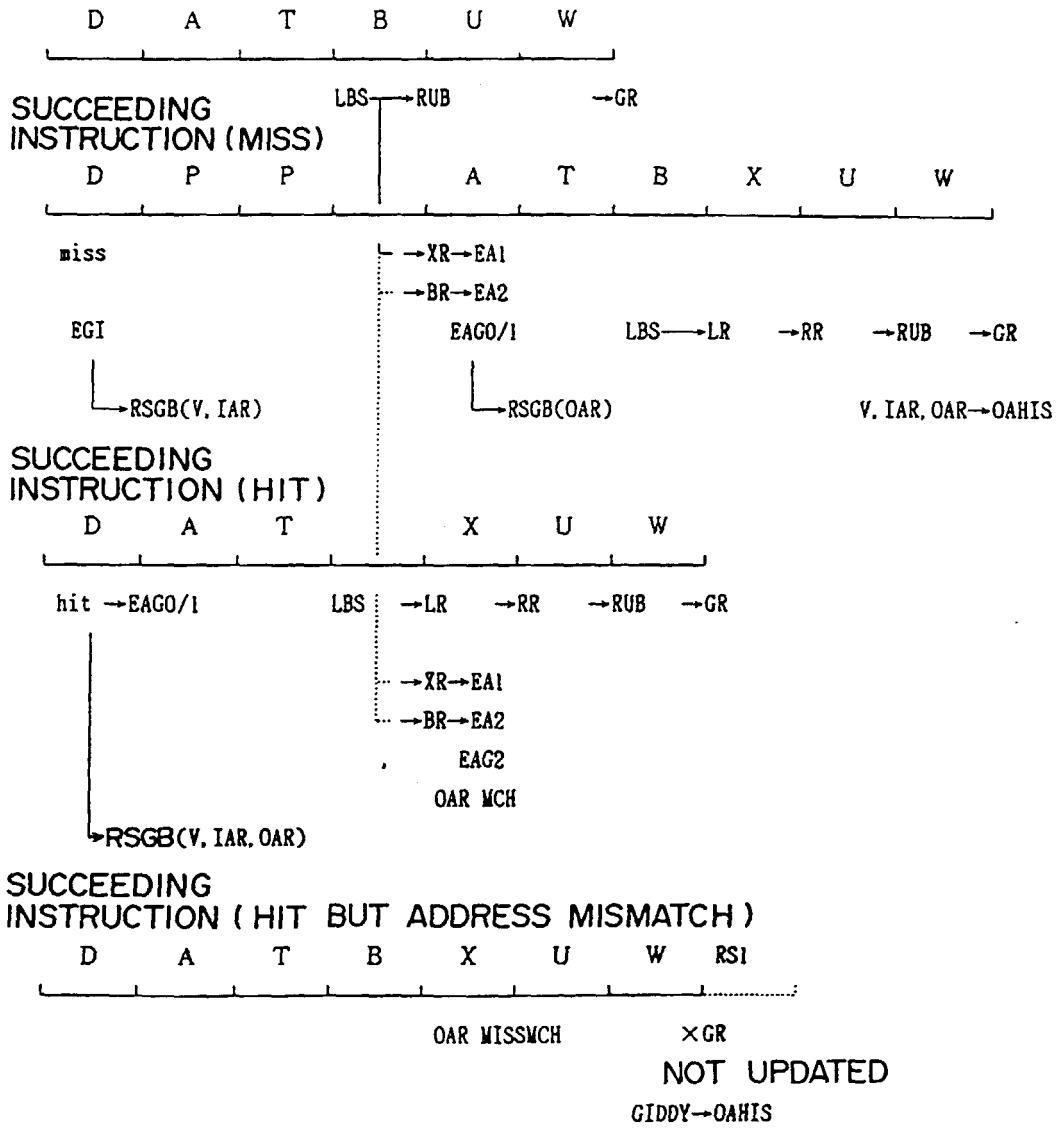 D A T B U W
LBS→RUB →GR
SUCCEEDING
INSTRUCTION (MISS)
D P P A T B X U W
miss →XR→EA1
→BR→EA2
EGI EAG0/1 LBS→LR →RR →RUB →GR
→RSGB(V, IAR) →RSGB(OAR) V, IAR, OAR→OAHIS
SUCCEEDING
INSTRUCTION (HIT)
D A T X U W
hit →EAG0/1 LBS →LR →RR →RUB →GR
→XR→EA1
→BR→EA2
EAG2
OAR MCH
→RSGB(V, IAR, OAR)
SUCCEEDING
INSTRUCTION ( HIT BUT ADDRESS MISMATCH )
D A T B X U W RS1
OAR MISSMCH ×GR
NOT UPDATED
GIDDY→OAHIS